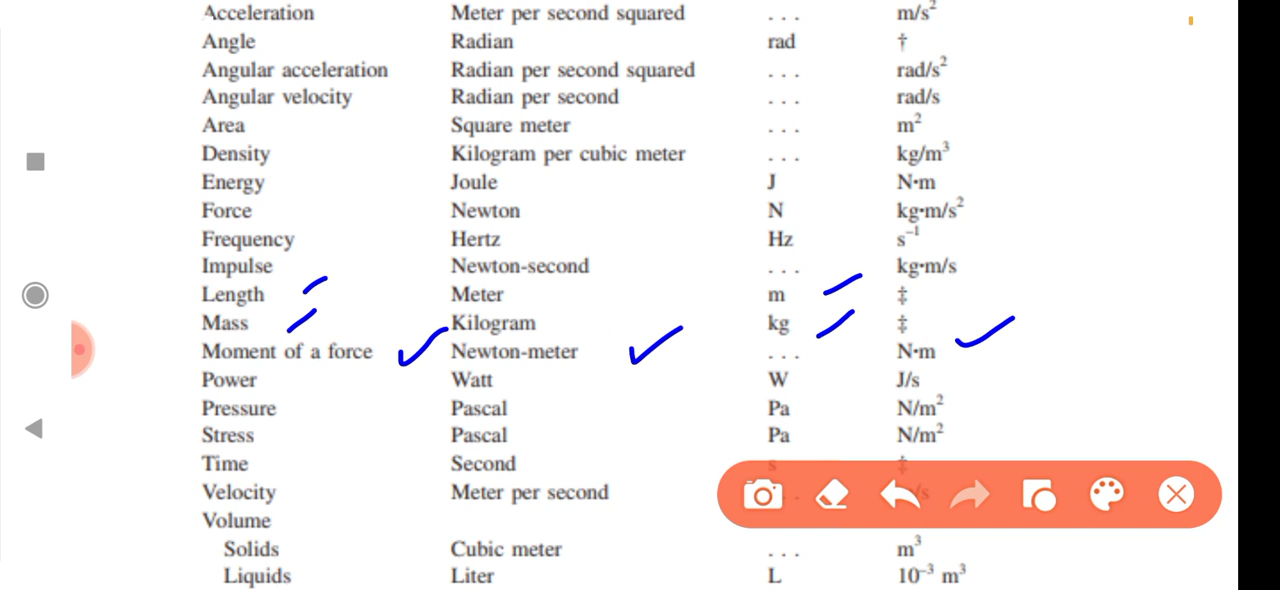 Acceleration Meter per second squared ... m/s²
Angle Radian rad †
Angular acceleration Radian per second squared ... rad/s²
Angular velocity Radian per second ... rad/s
Area Square meter ... m²
Density Kilogram per cubic meter ... kg/m³
Energy Joule J N·m
Force Newton N kg·m/s²
Frequency Hertz Hz s⁻¹
Impulse Newton-second ... kg·m/s
Length Meter m ‡
Mass Kilogram kg ‡
Moment of a force Newton-meter ... N·m
Power Watt W J/s
Pressure Pascal Pa N/m²
Stress Pascal Pa N/m²
Time Second s ‡
Velocity Meter per second
Volume
Solids Cubic meter ... m³
Liquids Liter L 10⁻³ m³